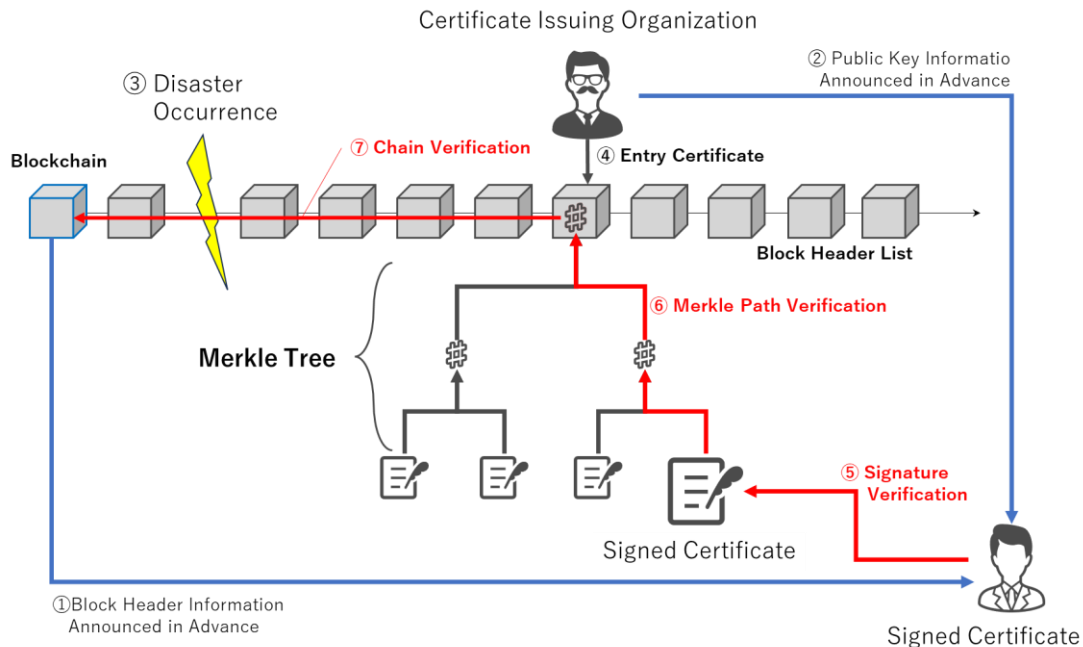 Certificate Issuing Organization
② Public Key Informatio
Announced in Advance
③ Disaster
Occurrence
⑦ Chain Verification
④ Entry Certificate
Blockchain
Block Header List
⑥ Merkle Path Verification
Merkle Tree
⑤ Signature
Verification
Signed Certificate
①Block Header Information
Announced in Advance
Signed Certificate